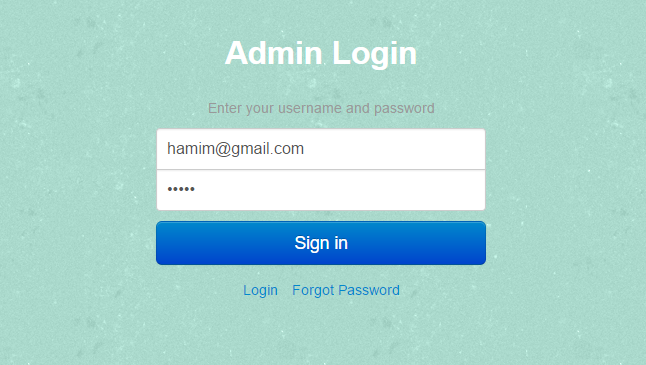 Admin Login
Enter your username and password
hamim@gmail.com
•••••
Sign in
Login Forgot Password